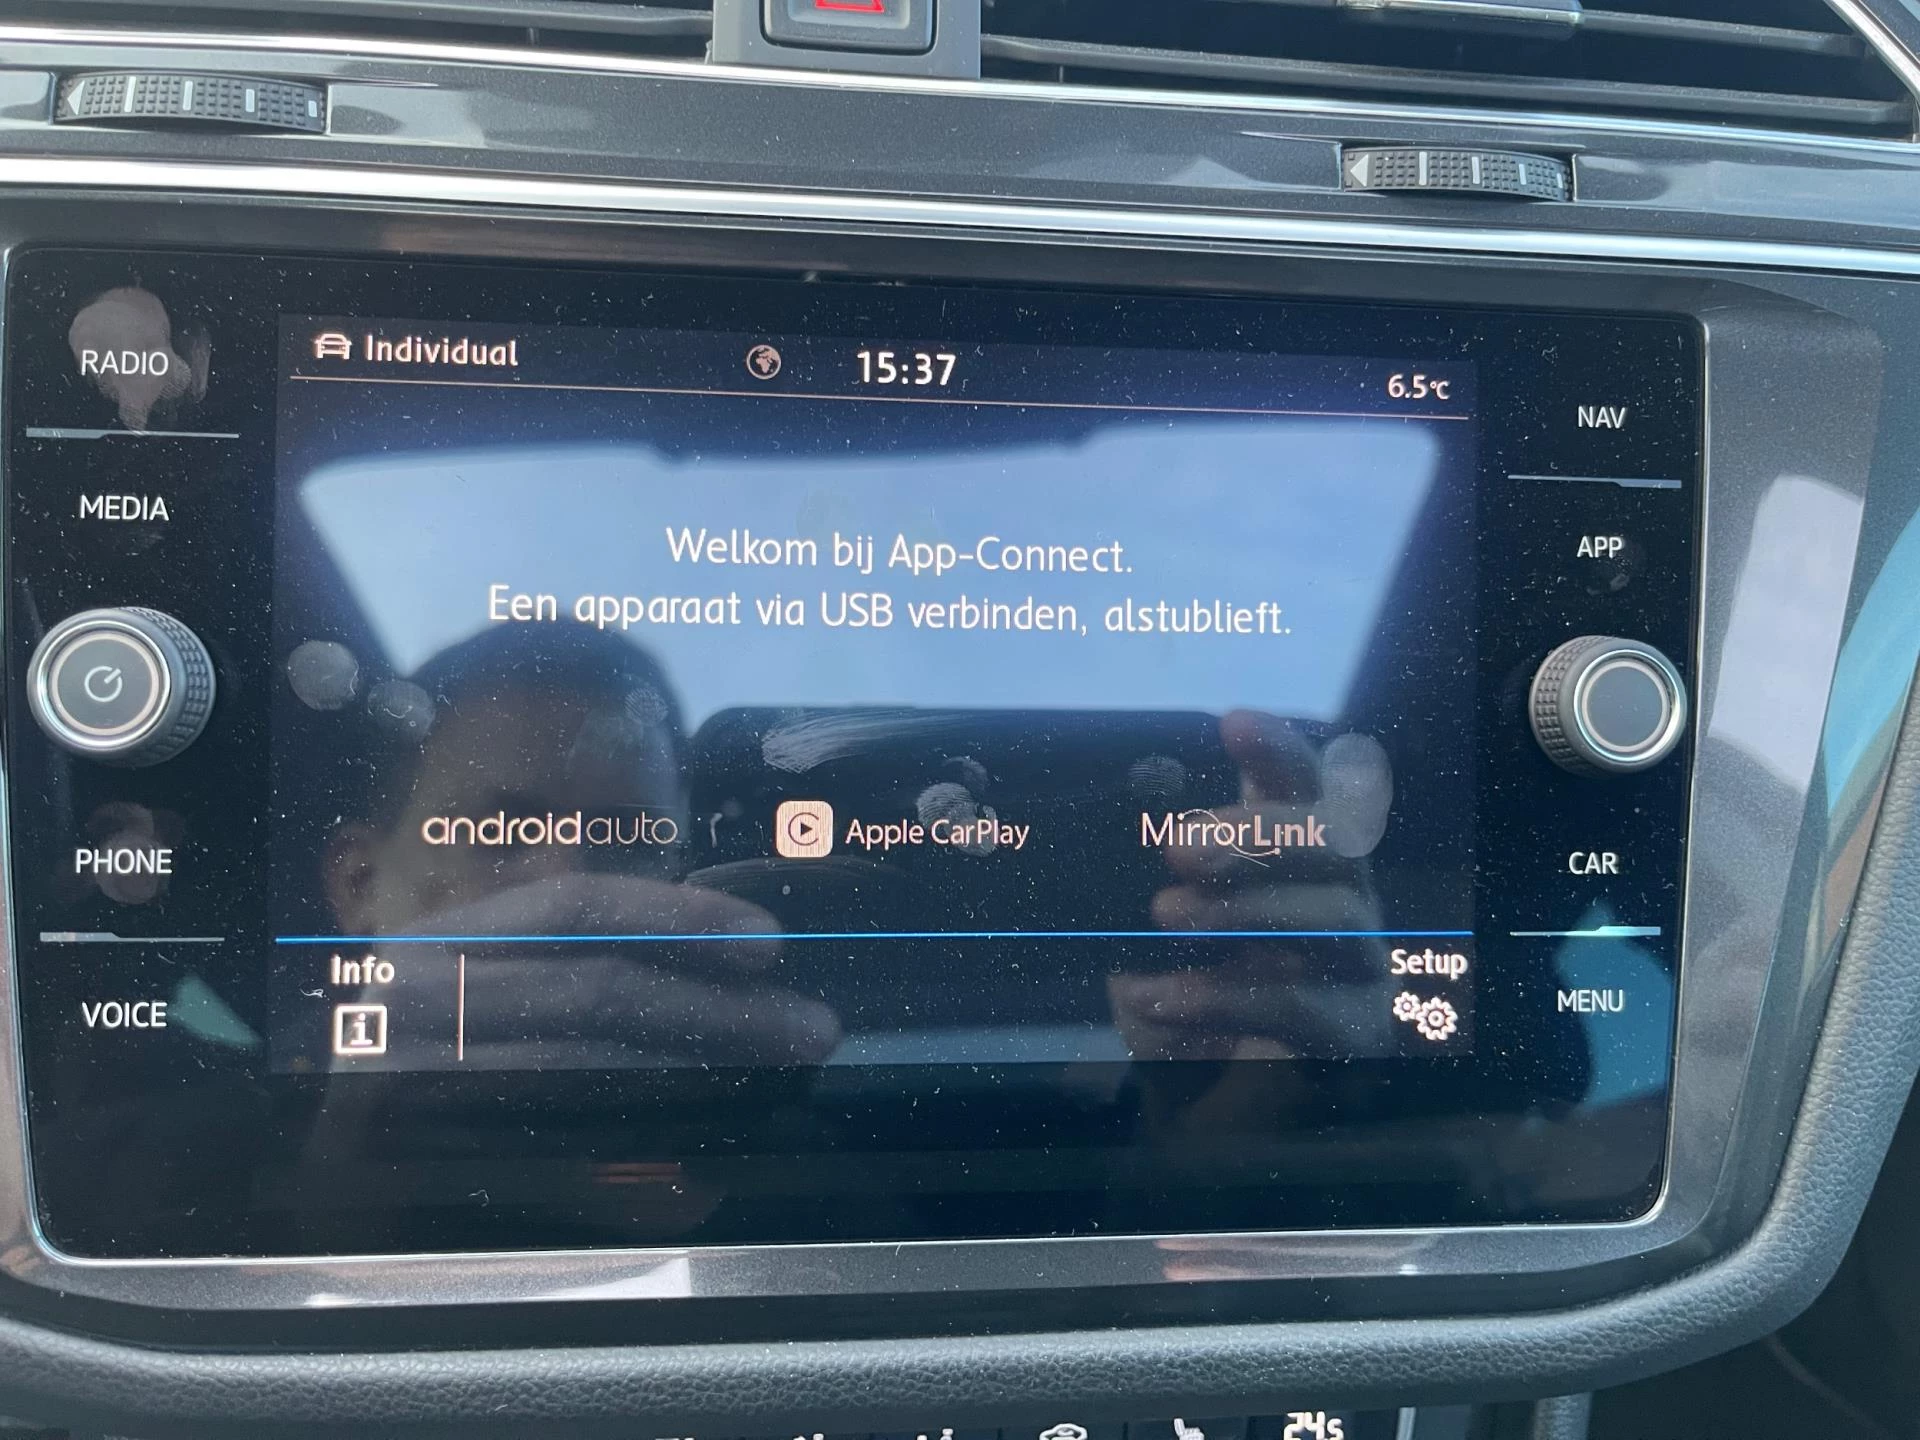 RADIO
MEDIA
PHONE
VOICE
Individual
15:37
6.5°C
Welkom bij App-Connect.
Een apparaat via USB verbinden, alstublieft.
androidauto
Apple CarPlay
MirrorLink
Info
i
Setup
NAV
APP
CAR
MENU